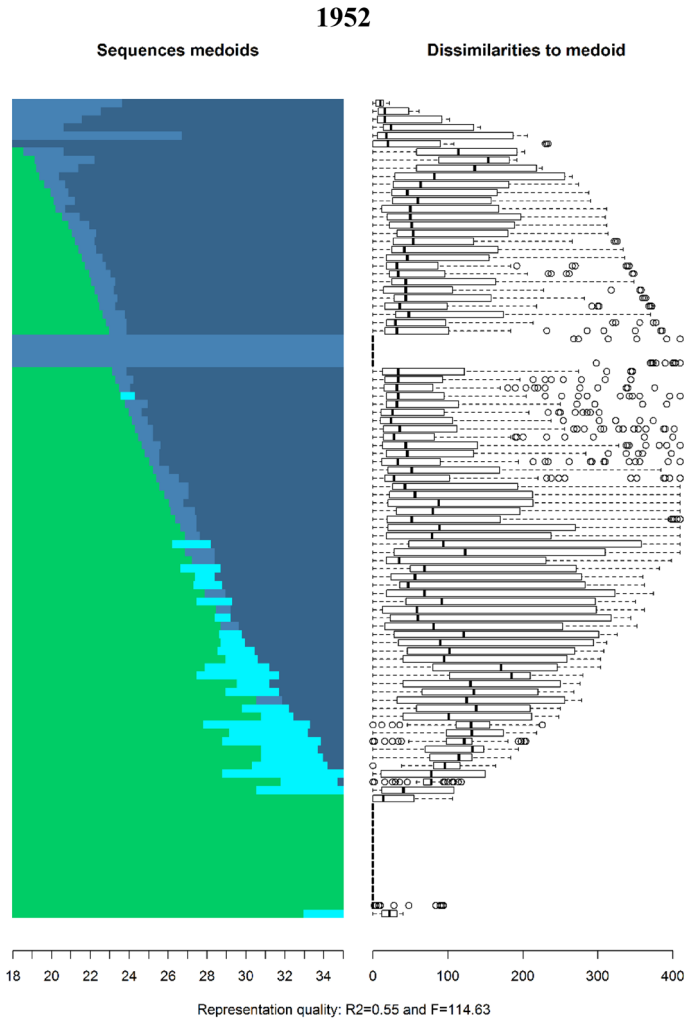 1952
Sequences medoids
Dissimilarities to medoid
18 20 22 24 26 28 30 32 34
0 100 200 300 400
Representation quality: R2=0.55 and F=114.63